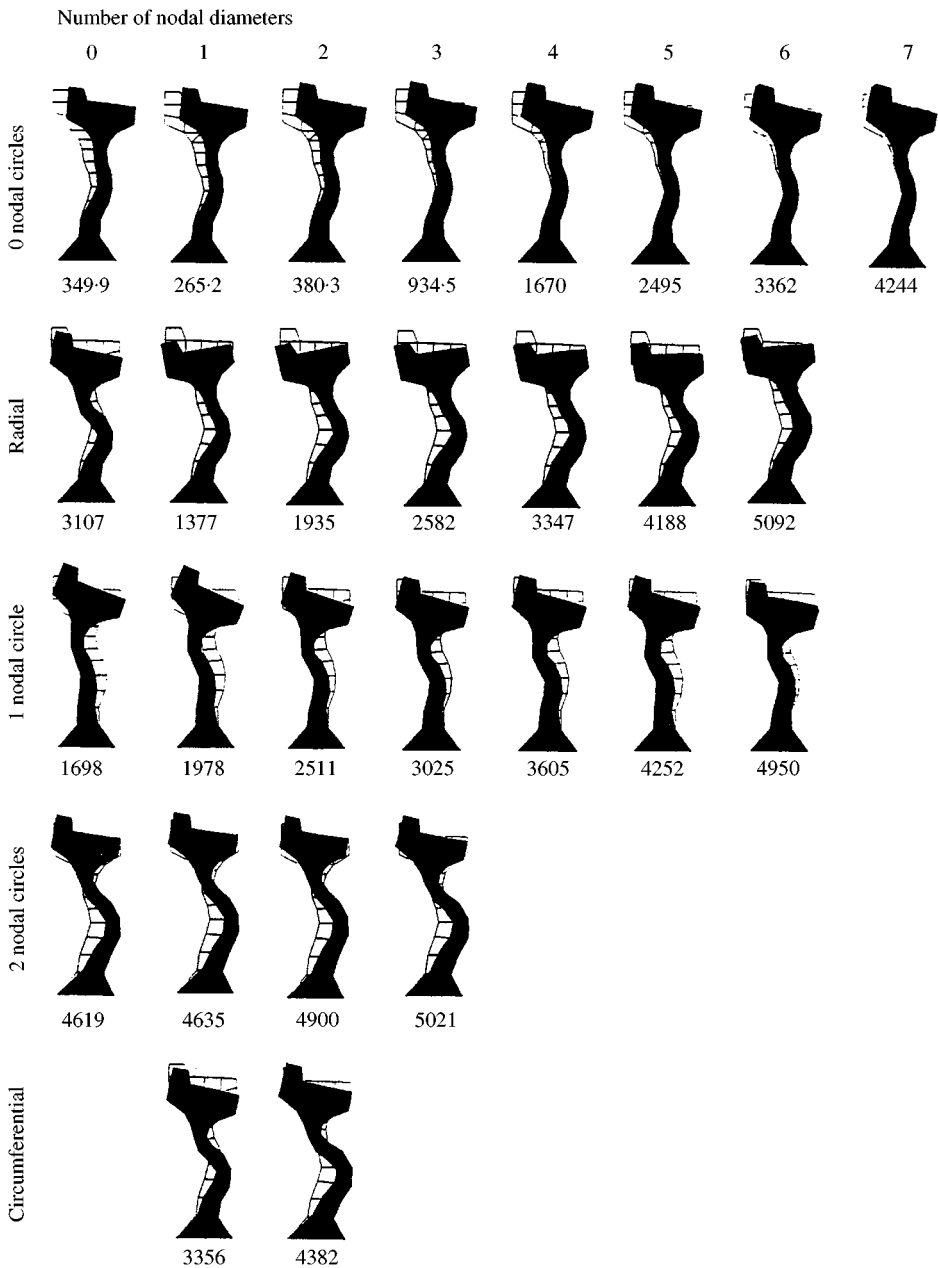 Number of nodal diameters
0 1 2 3 4 5 6 7
0 nodal circles
349·9 265·2 380·3 934·5 1670 2495 3362 4244
Radial
3107 1377 1935 2582 3347 4188 5092
1 nodal circle
1698 1978 2511 3025 3605 4252 4950
2 nodal circles
4619 4635 4900 5021
Circumferential
3356 4382